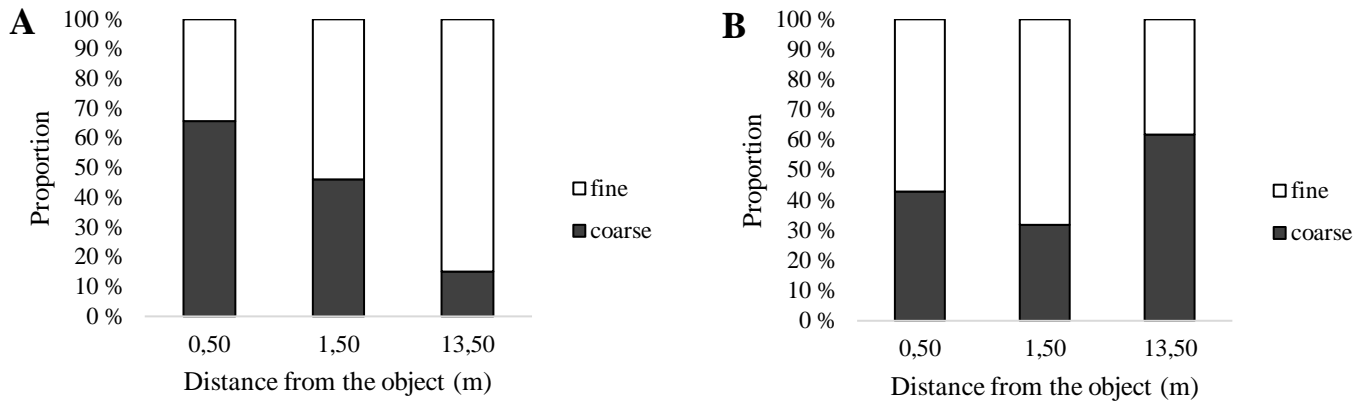 A
100 %
90 %
80 %
70 %
60 %
50 %
40 %
30 %
20 %
10 %
0 %
Proportion
0,50 1,50 13,50
Distance from the object (m)
fine
coarse
B
100 %
90 %
80 %
70 %
60 %
50 %
40 %
30 %
20 %
10 %
0 %
Proportion
0,50 1,50 13,50
Distance from the object (m)
fine
coarse